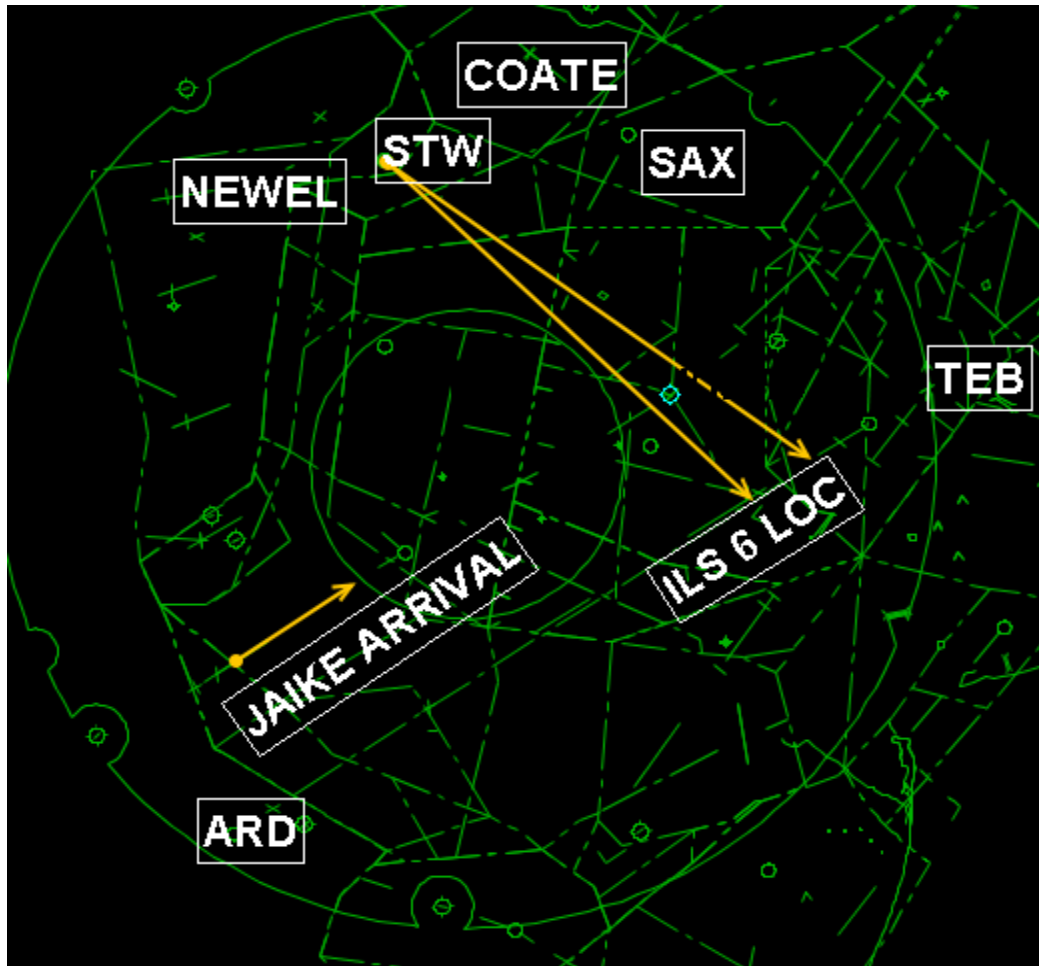 COATE
STW
SAX
NEWEL
TEB
ILS 6 LOC
JAIKE ARRIVAL
ARD